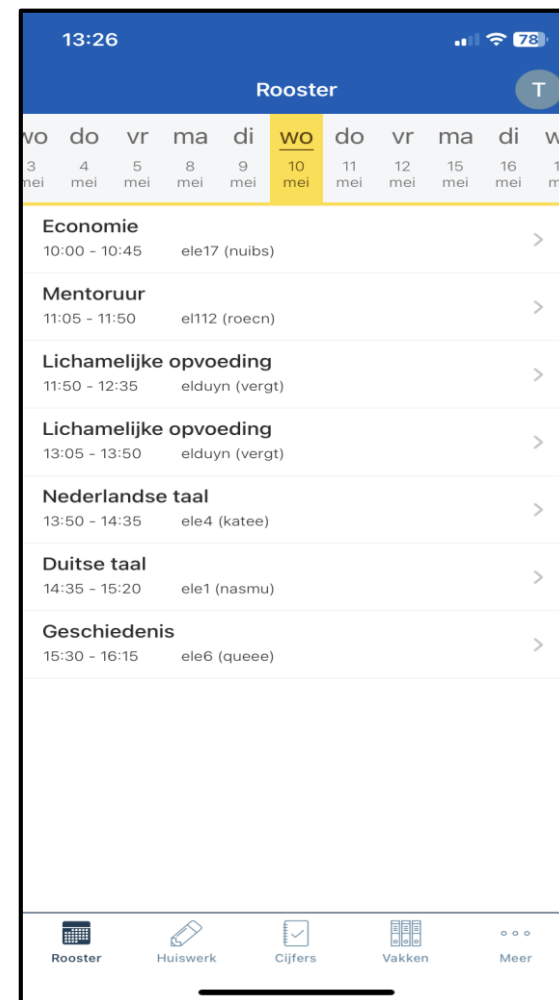 13:26 78
Rooster T
wo do vr ma di wo do vr ma di w
3 4 5 8 9 10 11 12 15 16 1
mei mei mei mei mei mei mei mei mei mei m
Economie
10:00 - 10:45 ele17 (nuibs)
Mentoruur
11:05 - 11:50 el112 (roecn)
Lichamelijke opvoeding
11:50 - 12:35 elduyn (vergt)
Lichamelijke opvoeding
13:05 - 13:50 elduyn (vergt)
Nederlandse taal
13:50 - 14:35 ele4 (katee)
Duitse taal
14:35 - 15:20 ele1 (nasmu)
Geschiedenis
15:30 - 16:15 ele6 (queee)
Rooster Huiswerk Cijfers Vakken Meer